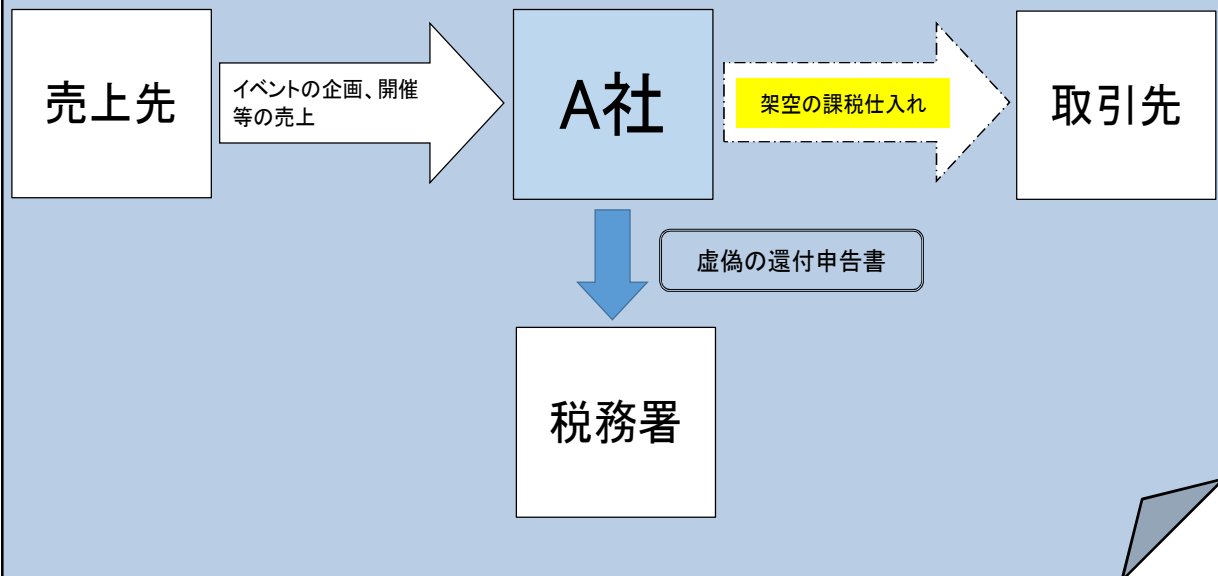 売上先
イベントの企画、開催
等の売上
A社
架空の課税仕入れ
取引先
虚偽の還付申告書
税務署